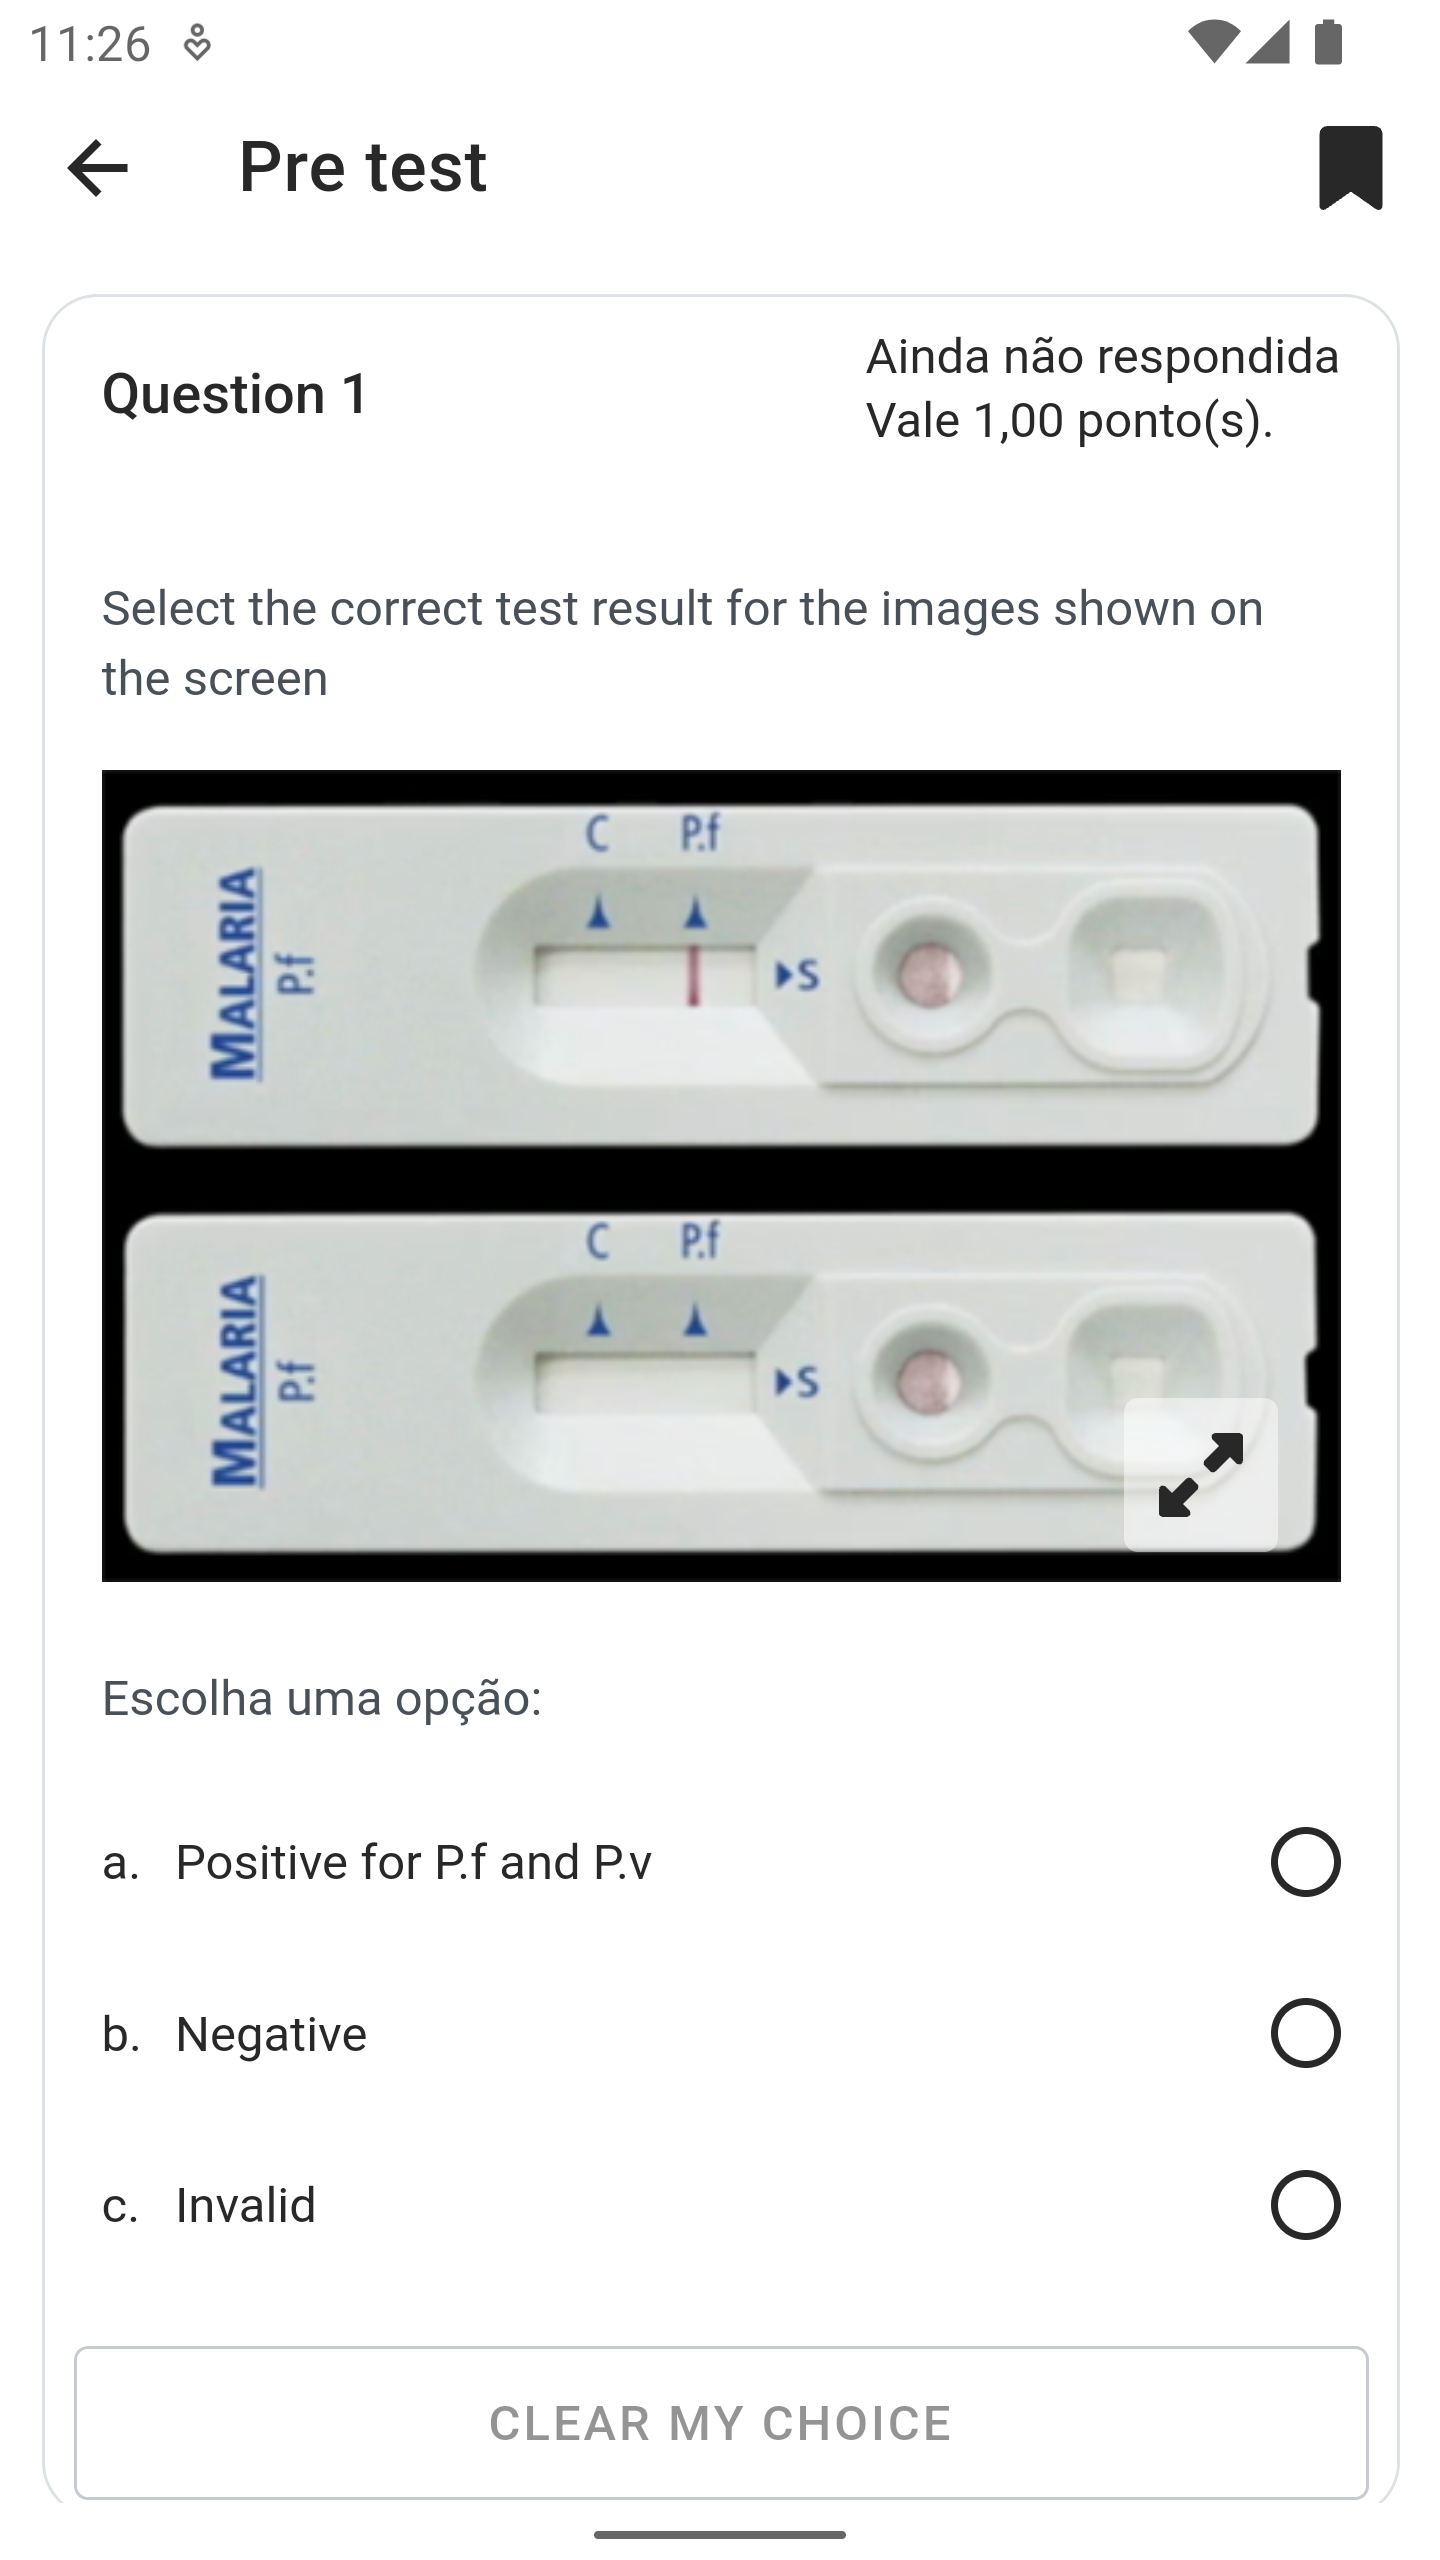 11:26
Pre test
Question 1
Ainda não respondida
Vale 1,00 ponto(s).
Select the correct test result for the images shown on
the screen
C P.f
MALARIA
P.f
S
C P.f
MALARIA
P.f
S
Escolha uma opção:
a. Positive for P.f and P.v
b. Negative
c. Invalid
CLEAR MY CHOICE